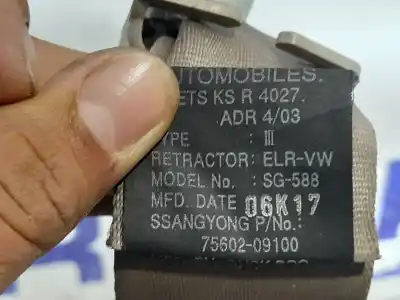 AUTOMOBILES.
ETS KS R 4027.
ADR 4/03
TYPE : III
RETRACTOR: ELR-VW
MODEL No. : SG-588
MFD. DATE 06K17
SSANGYONG P/No.:
75602-09100